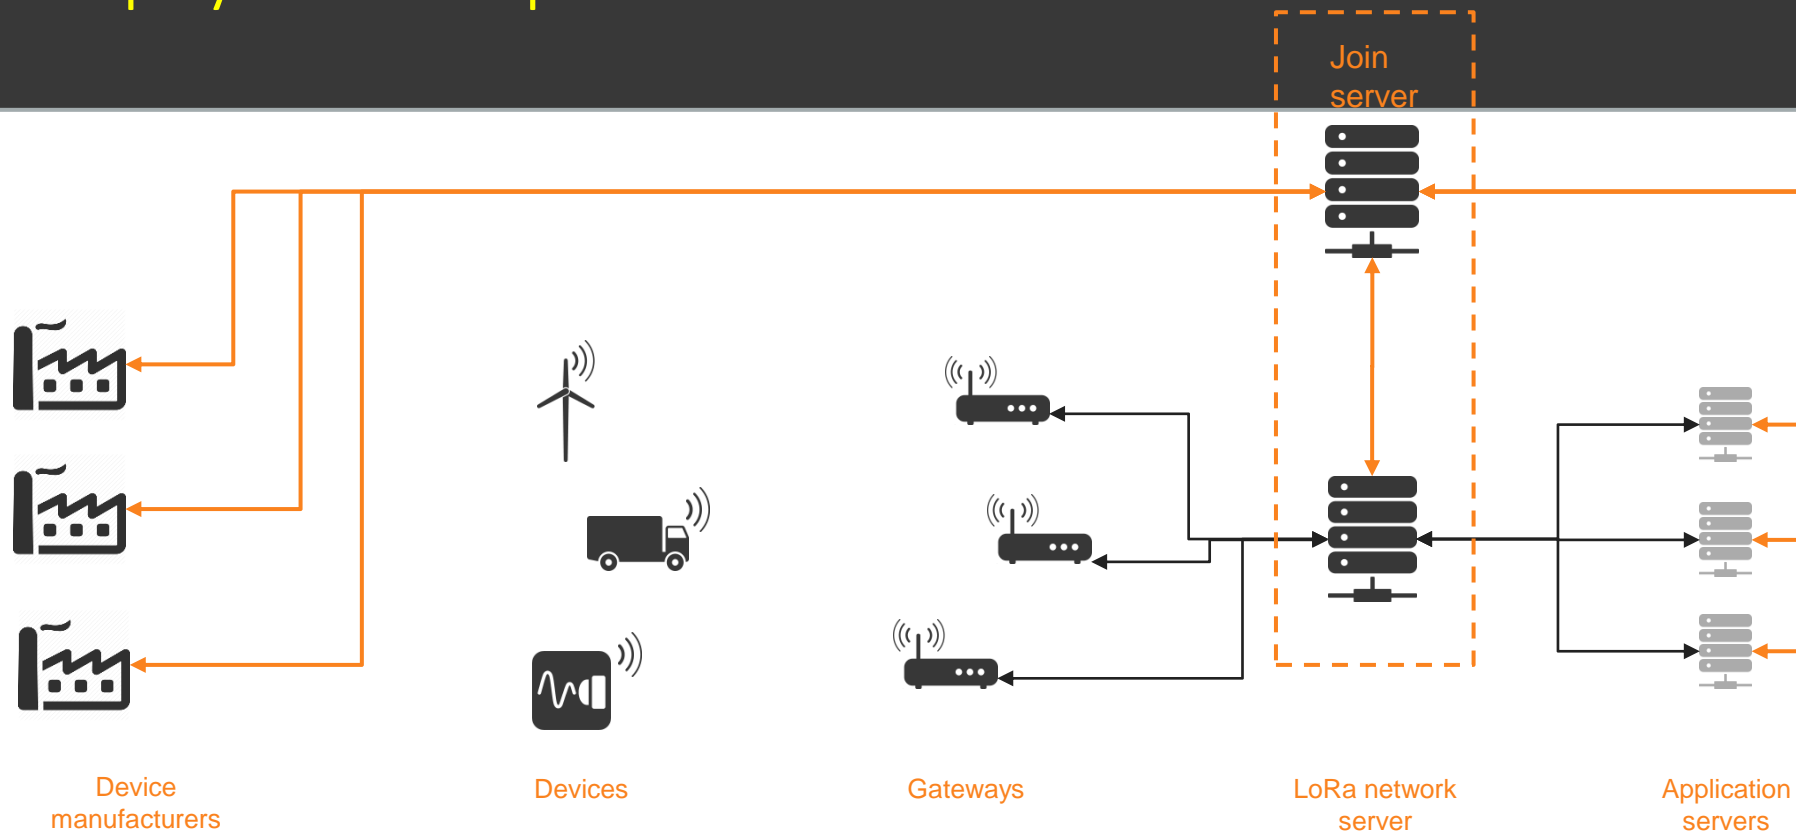 Join
server
Device
manufacturers
Devices
Gateways
LoRa network
server
Application
servers